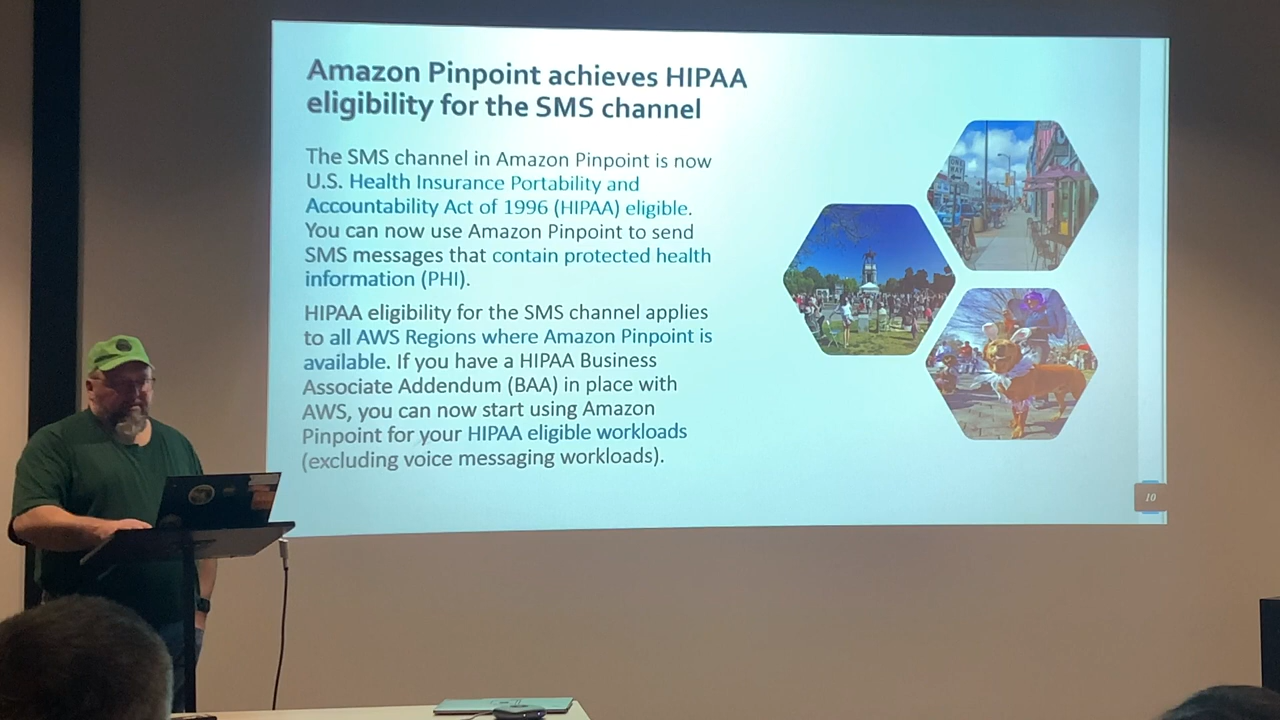 Amazon Pinpoint achieves HIPAA
eligibility for the SMS channel
The SMS channel in Amazon Pinpoint is now
U.S. Health Insurance Portability and
Accountability Act of 1996 (HIPAA) eligible.
You can now use Amazon Pinpoint to send
SMS messages that contain protected health
information (PHI).
HIPAA eligibility for the SMS channel applies
to all AWS Regions where Amazon Pinpoint is
available. If you have a HIPAA Business
Associate Addendum (BAA) in place with
AWS, you can now start using Amazon
Pinpoint for your HIPAA eligible workloads
(excluding voice messaging workloads).
ONE
WAY
10